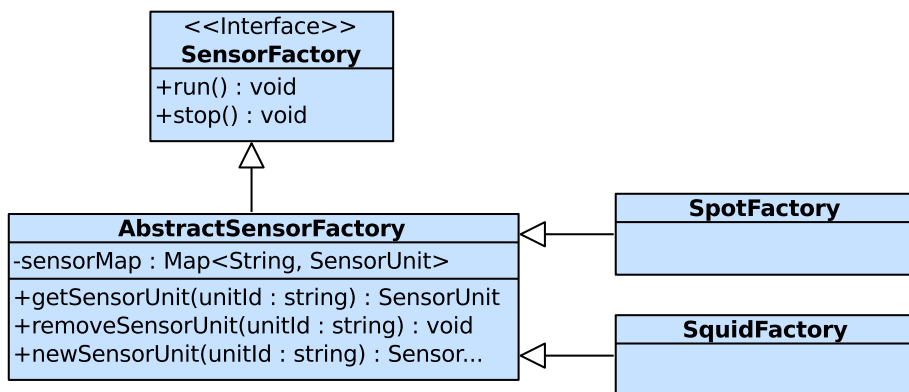 <<Interface>>
SensorFactory
+run() : void
+stop() : void
AbstractSensorFactory
-sensorMap : Map<String, SensorUnit>
+getSensorUnit(unitId : string) : SensorUnit
+removeSensorUnit(unitId : string) : void
+newSensorUnit(unitId : string) : Sensor...
SpotFactory
SquidFactory